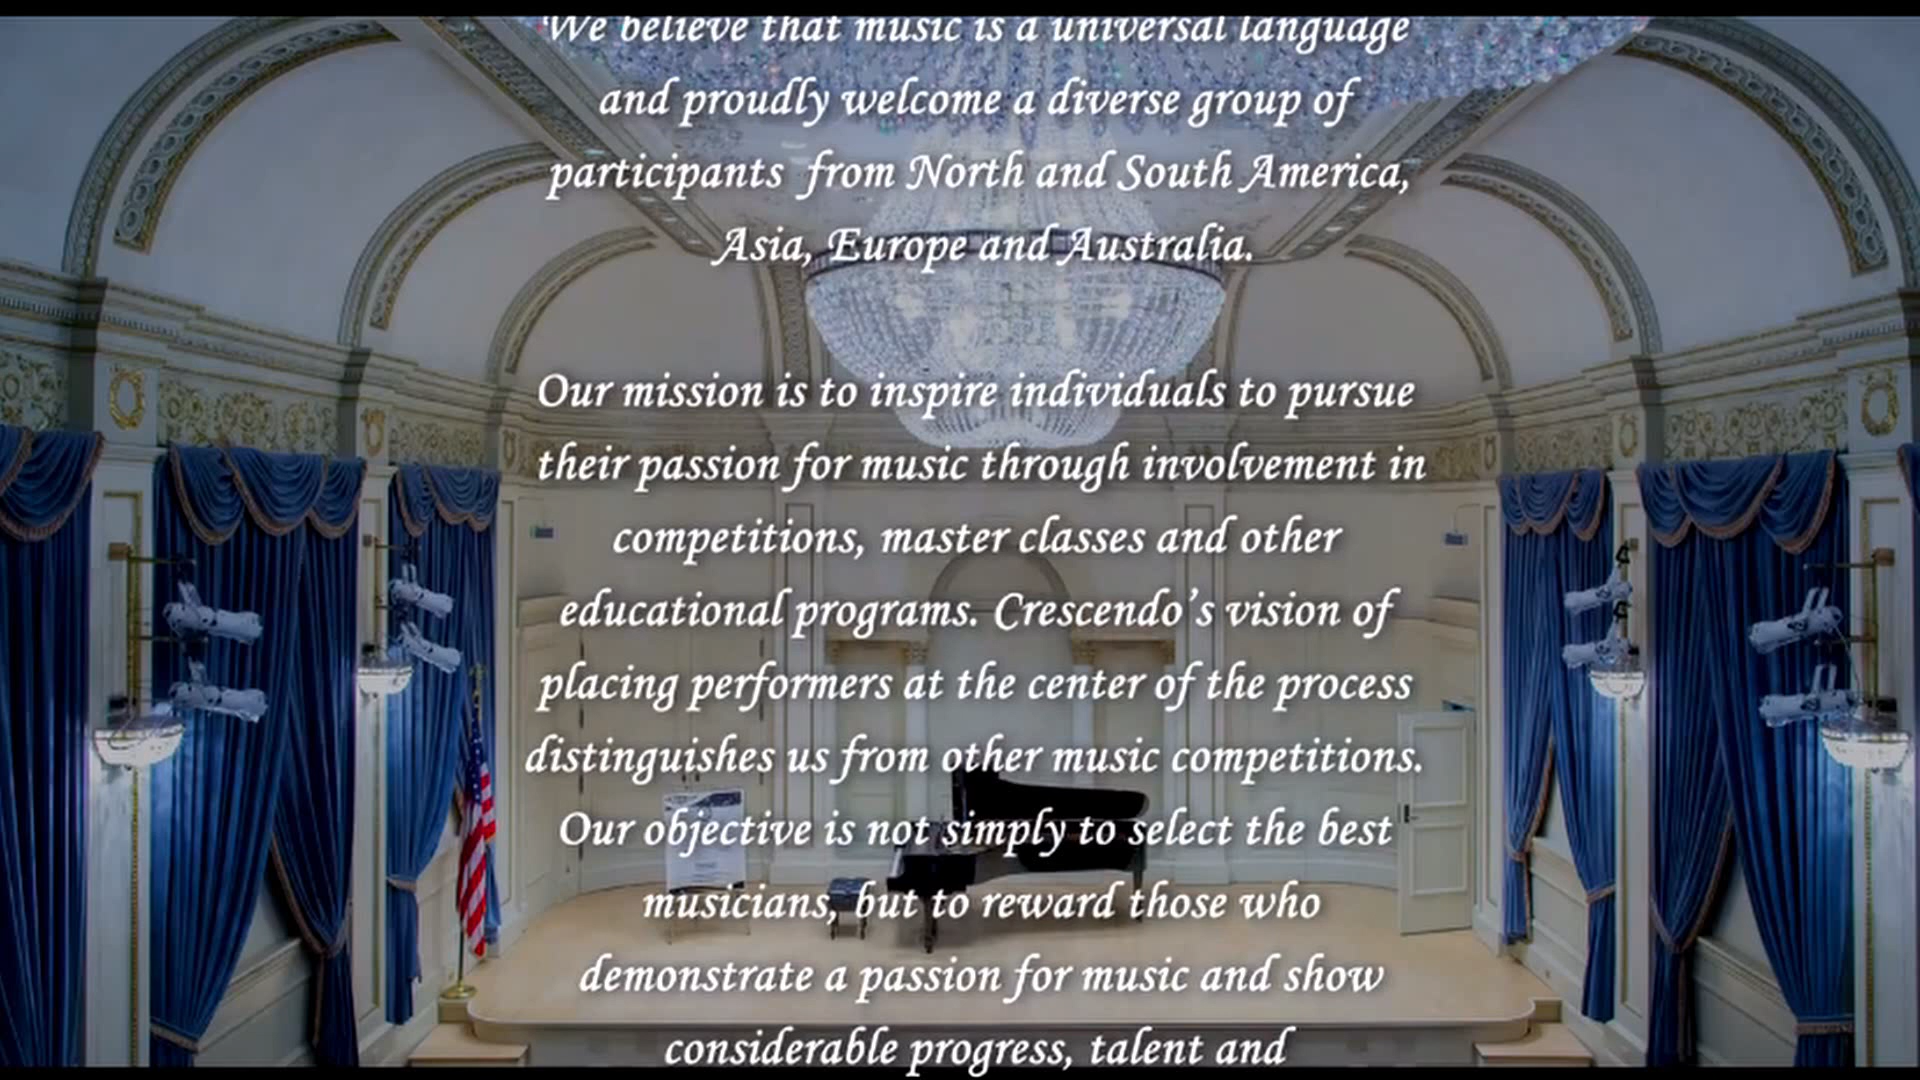 We believe that music is a universal language
and proudly welcome a diverse group of
participants from North and South America,
Asia, Europe and Australia.
Our mission is to inspire individuals to pursue
their passion for music through involvement in
competitions, master classes and other
educational programs. Crescendo’s vision of
placing performers at the center of the process
distinguishes us from other music competitions.
Our objective is not simply to select the best
musicians, but to reward those who
demonstrate a passion for music and show
considerable progress, talent and